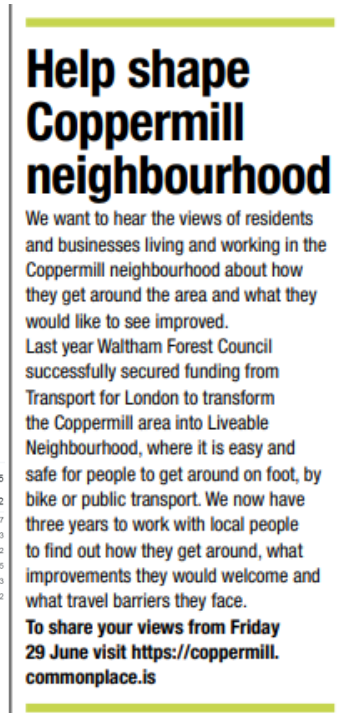 Help shape
Coppermill
neighbourhood
We want to hear the views of residents
and businesses living and working in the
Coppermill neighbourhood about how
they get around the area and what they
would like to see improved.
Last year Waltham Forest Council
successfully secured funding from
Transport for London to transform
the Coppermill area into Liveable
Neighbourhood, where it is easy and
safe for people to get around on foot, by
bike or public transport. We now have
three years to work with local people
to find out how they get around, what
improvements they would welcome and
what travel barriers they face.
To share your views from Friday
29 June visit https://coppermill.
commonplace.is